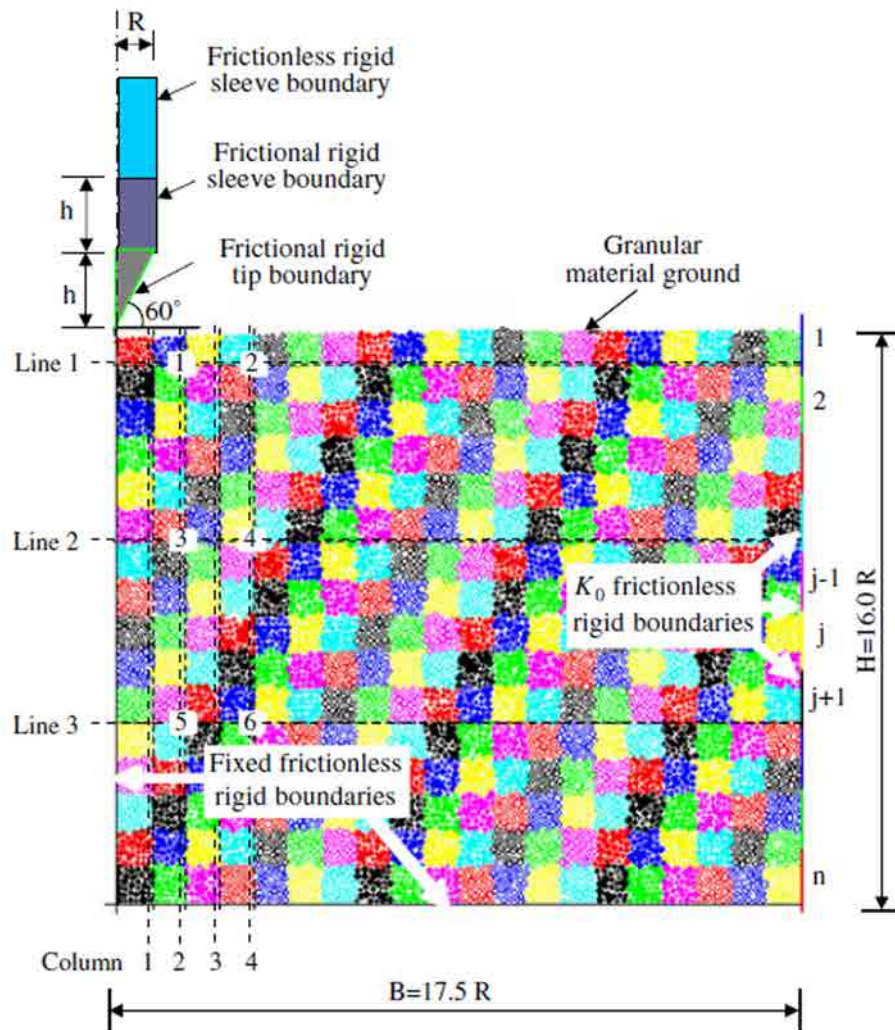 R
Frictionless rigid
sleeve boundary
Frictional rigid
sleeve boundary
h
Frictional rigid
tip boundary
h
60°
Granular
material ground
Line 1
1
2
1
2
Line 2
3
4
K₀ frictionless
rigid boundaries
j-1
j
j+1
H=16.0 R
Line 3
5
6
Fixed frictionless
rigid boundaries
n
Column 1 2 3 4
B=17.5 R